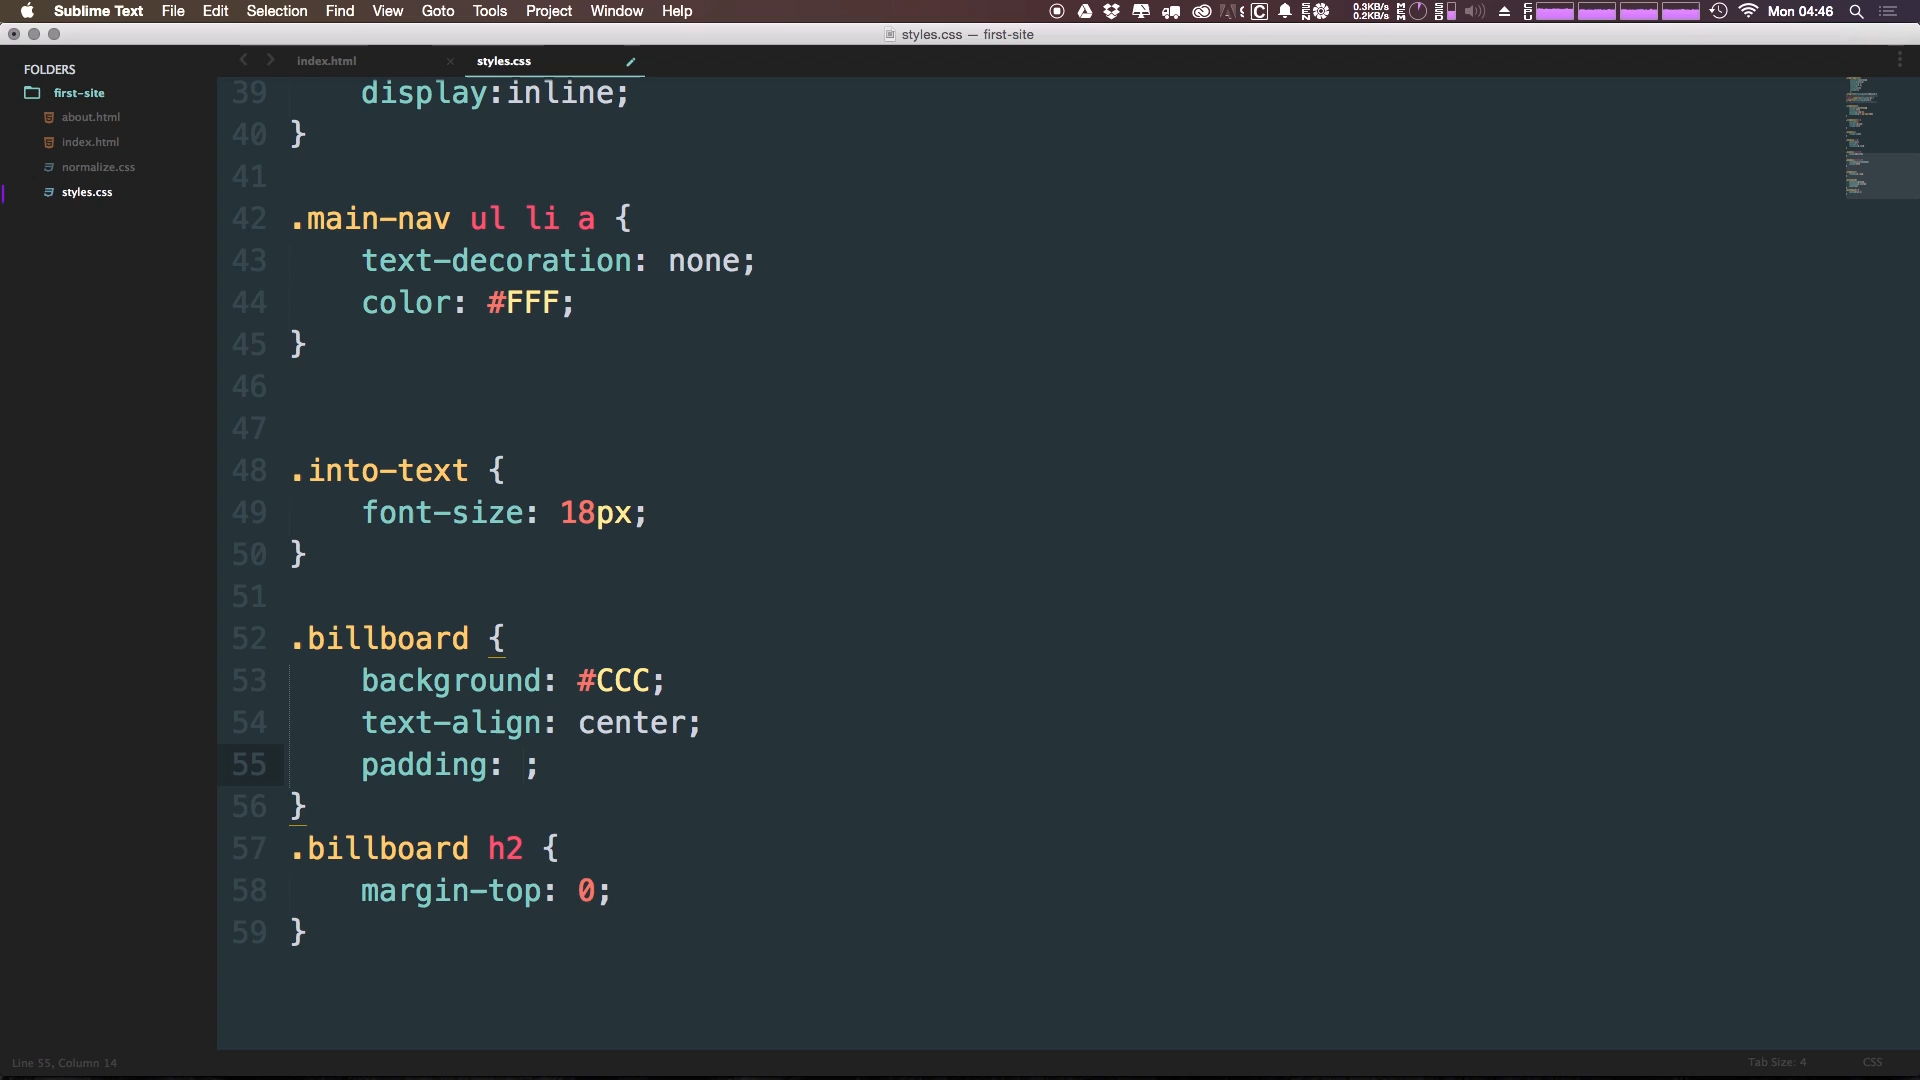 Sublime Text File Edit Selection Find View Goto Tools Project Window Help 0.3KB/s 0.2KB/s Mon 04:46
styles.css — first-site
FOLDERS
first-site
about.html
index.html
normalize.css
styles.css
index.html styles.css
39 display:inline;
40 }
41
42 .main-nav ul li a {
43 text-decoration: none;
44 color: #FFF;
45 }
46
47
48 .into-text {
49 font-size: 18px;
50 }
51
52 .billboard {
53 background: #CCC;
54 text-align: center;
55 padding: ;
56 }
57 .billboard h2 {
58 margin-top: 0;
59 }
Line 55, Column 14 Tab Size: 4 CSS